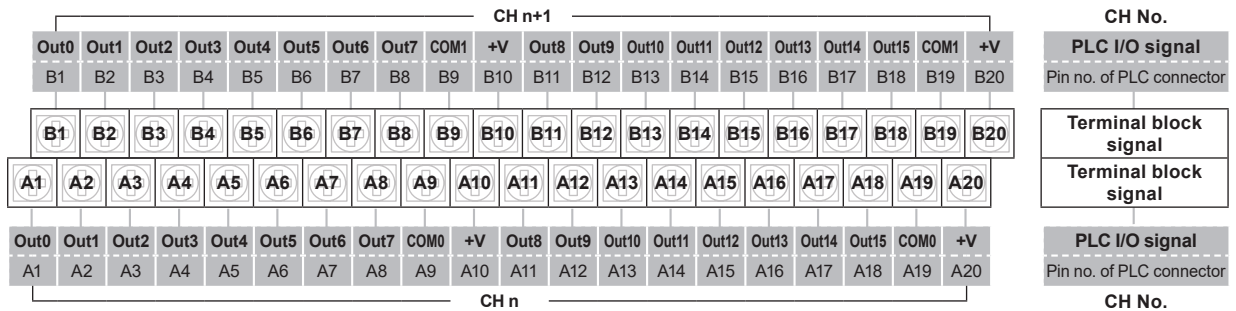 CH n+1 CH No.
Out0 Out1 Out2 Out3 Out4 Out5 Out6 Out7 COM1 +V Out8 Out9 Out10 Out11 Out12 Out13 Out14 Out15 COM1 +V PLC I/O signal
B1 B2 B3 B4 B5 B6 B7 B8 B9 B10 B11 B12 B13 B14 B15 B16 B17 B18 B19 B20 Pin no. of PLC connector
B1 B2 B3 B4 B5 B6 B7 B8 B9 B10 B11 B12 B13 B14 B15 B16 B17 B18 B19 B20 Terminal block
signal
A1 A2 A3 A4 A5 A6 A7 A8 A9 A10 A11 A12 A13 A14 A15 A16 A17 A18 A19 A20 Terminal block
signal
Out0 Out1 Out2 Out3 Out4 Out5 Out6 Out7 COM0 +V Out8 Out9 Out10 Out11 Out12 Out13 Out14 Out15 COM0 +V PLC I/O signal
A1 A2 A3 A4 A5 A6 A7 A8 A9 A10 A11 A12 A13 A14 A15 A16 A17 A18 A19 A20 Pin no. of PLC connector
CH n CH No.